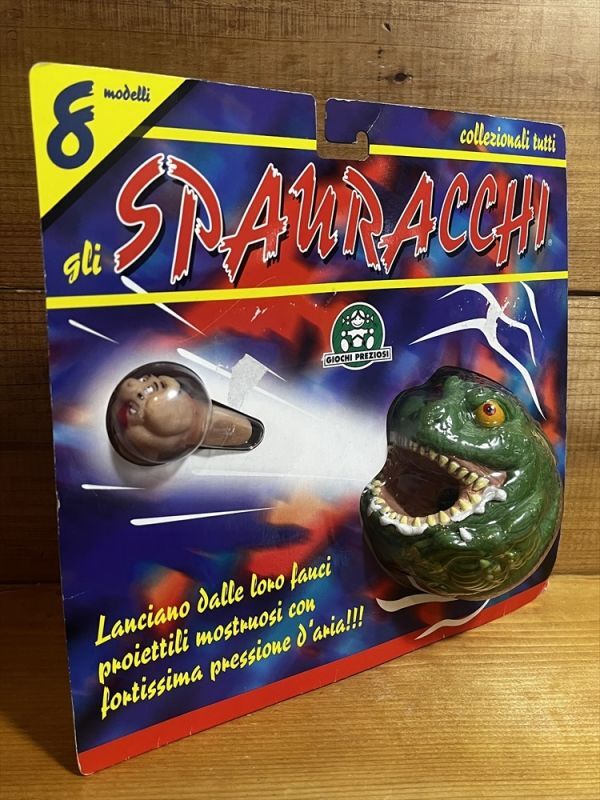 8 modelli
collezionali tutti
gli SPAURACCHI
GIOCHI PREZIOSI
Lanciano dalle loro fauci
proiettili mostruosi con
fortissima pressione d'aria!!!